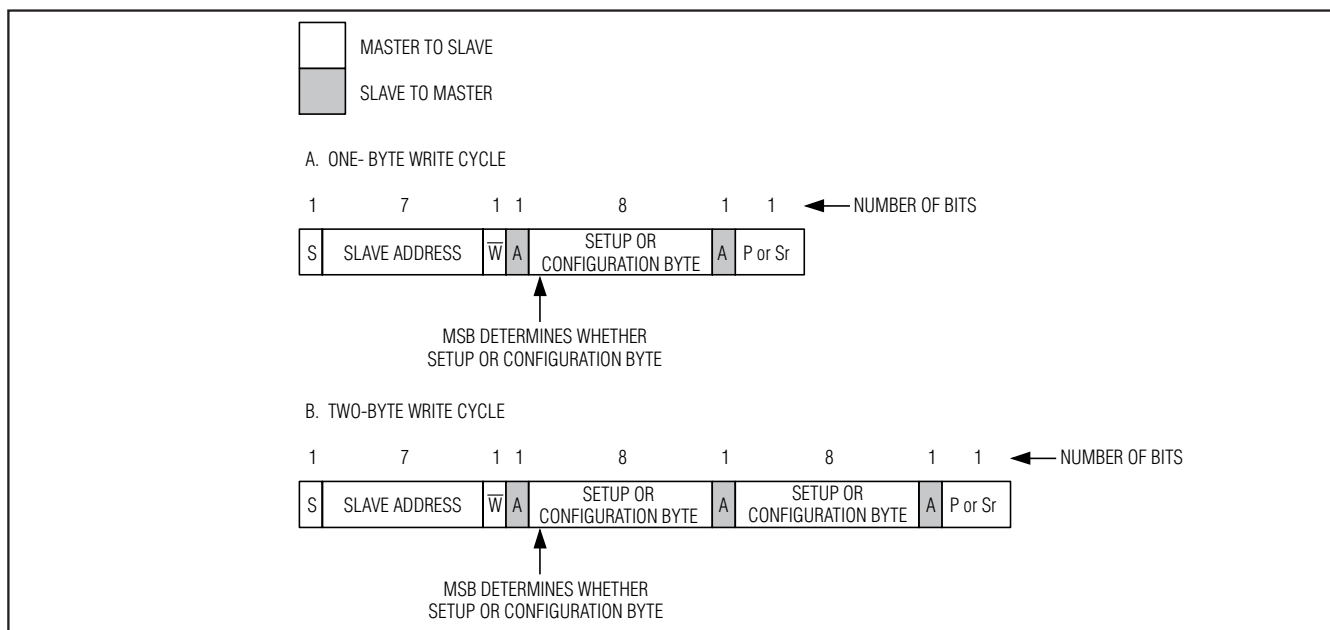 MASTER TO SLAVE
SLAVE TO MASTER
A. ONE- BYTE WRITE CYCLE
1 7 1 1 8 1 1 NUMBER OF BITS
S SLAVE ADDRESS W̅ A SETUP OR CONFIGURATION BYTE A P or Sr
MSB DETERMINES WHETHER
SETUP OR CONFIGURATION BYTE
B. TWO-BYTE WRITE CYCLE
1 7 1 1 8 1 8 1 1 NUMBER OF BITS
S SLAVE ADDRESS W̅ A SETUP OR CONFIGURATION BYTE A SETUP OR CONFIGURATION BYTE A P or Sr
MSB DETERMINES WHETHER
SETUP OR CONFIGURATION BYTE